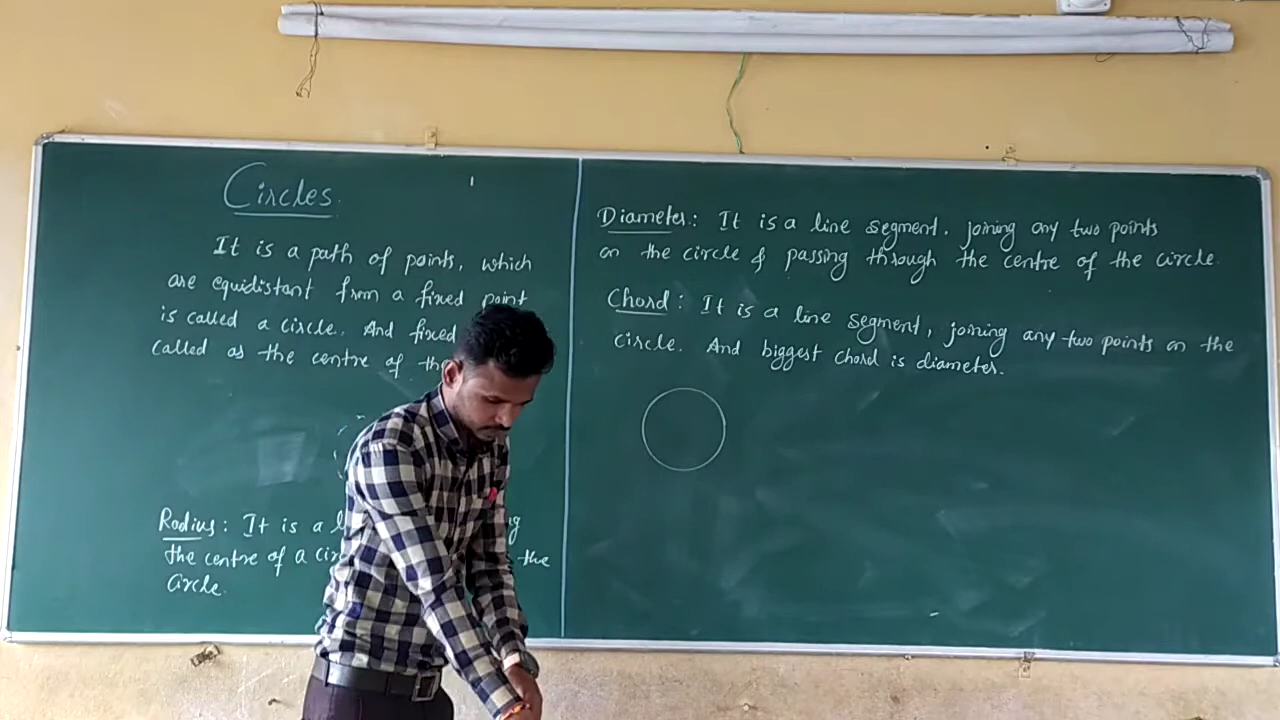 Circles.
It is a path of points, which
are equidistant from a fixed point
is called a circle. And fixed
called as the centre of the
Radius: It is a
the centre of a the
circle.
Diameter: It is a line segment, joining any two points
on the circle & passing through the centre of the circle.
Chord: It is a line segment, joining any two points on the
circle. And biggest chord is diameter.